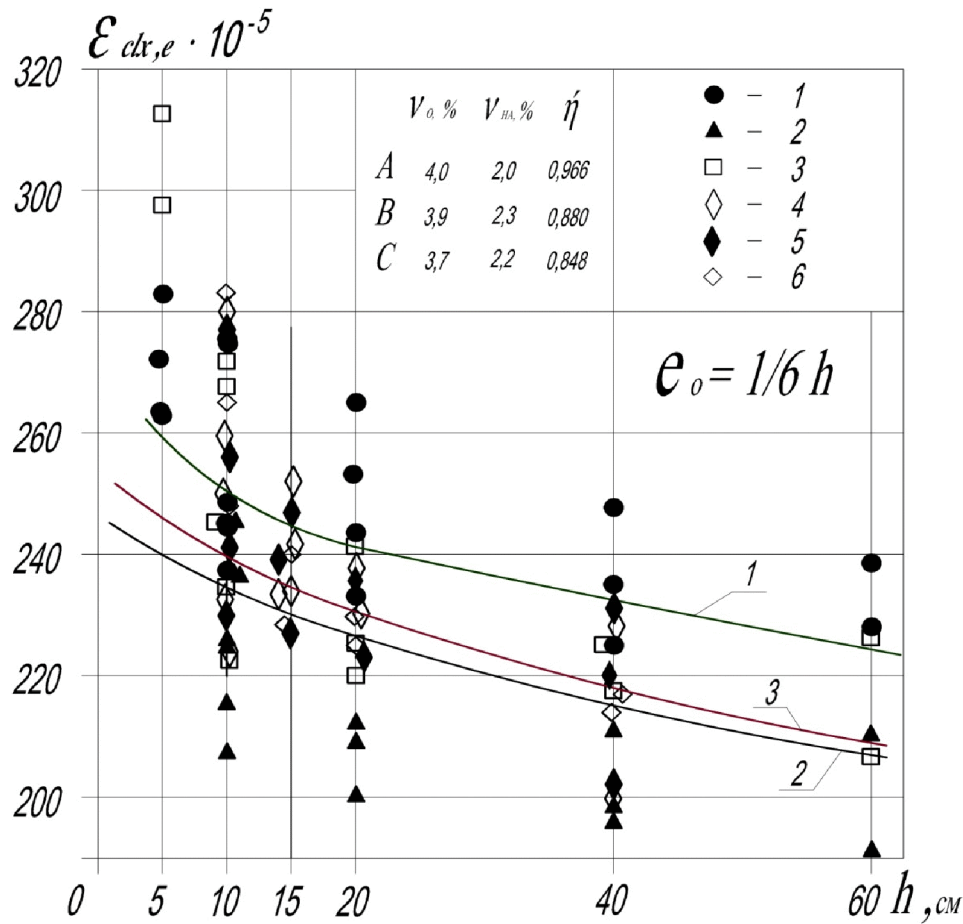 ε clx,e · 10⁻⁵
320
300
280
260
240
220
200
0 5 10 15 20 40 60 h , см
ν о, % ν НА, % ή
А 4,0 2,0 0,966
В 3,9 2,3 0,880
С 3,7 2,2 0,848
– 1
– 2
– 3
– 4
– 5
– 6
e о = 1/6 h
1
3
2